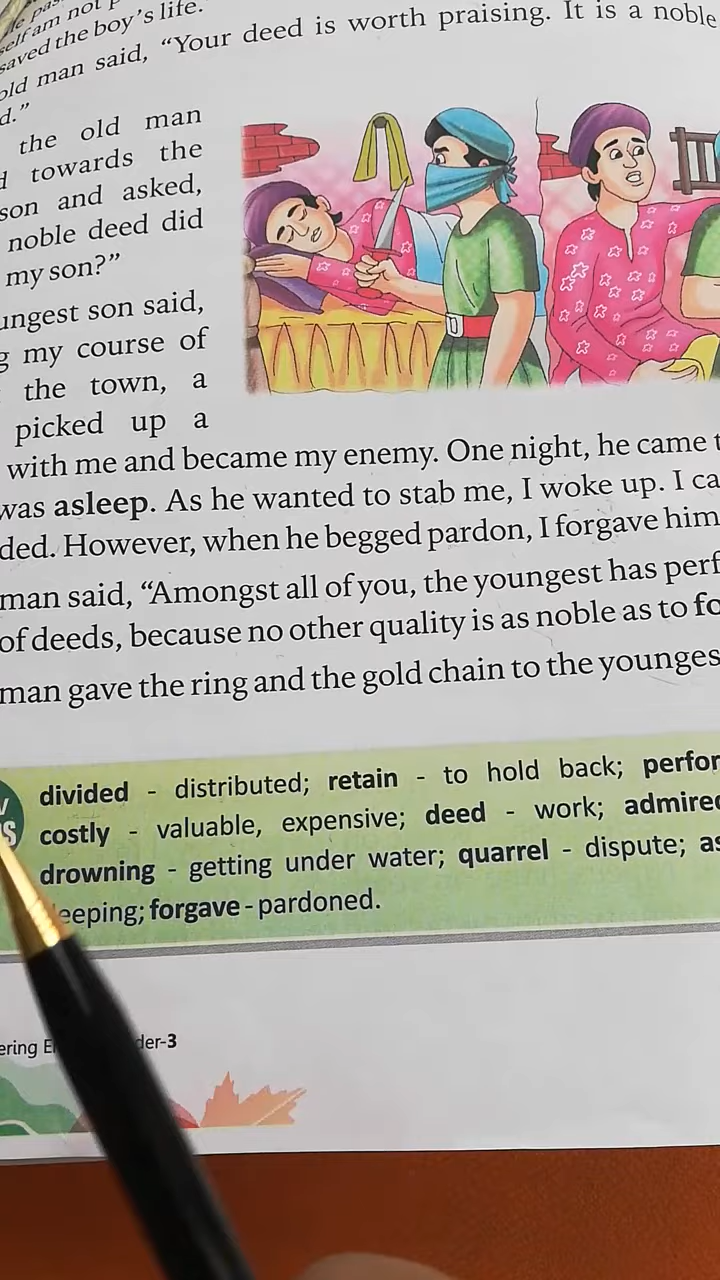 self am not
saved the boy's life.
old man said, "Your deed is worth praising. It is a noble
d."
the old man
towards the
son and asked,
noble deed did
my son?"
ungest son said,
g my course of
the town, a
picked up a
with me and became my enemy. One night, he came t
was asleep. As he wanted to stab me, I woke up. I ca
ded. However, when he begged pardon, I forgave him
man said, "Amongst all of you, the youngest has perf
of deeds, because no other quality is as noble as to fo
man gave the ring and the gold chain to the younges
divided - distributed; retain - to hold back; perfor
costly - valuable, expensive; deed - work; admired
drowning - getting under water; quarrel - dispute; as
eeping; forgave - pardoned.
ering E der-3